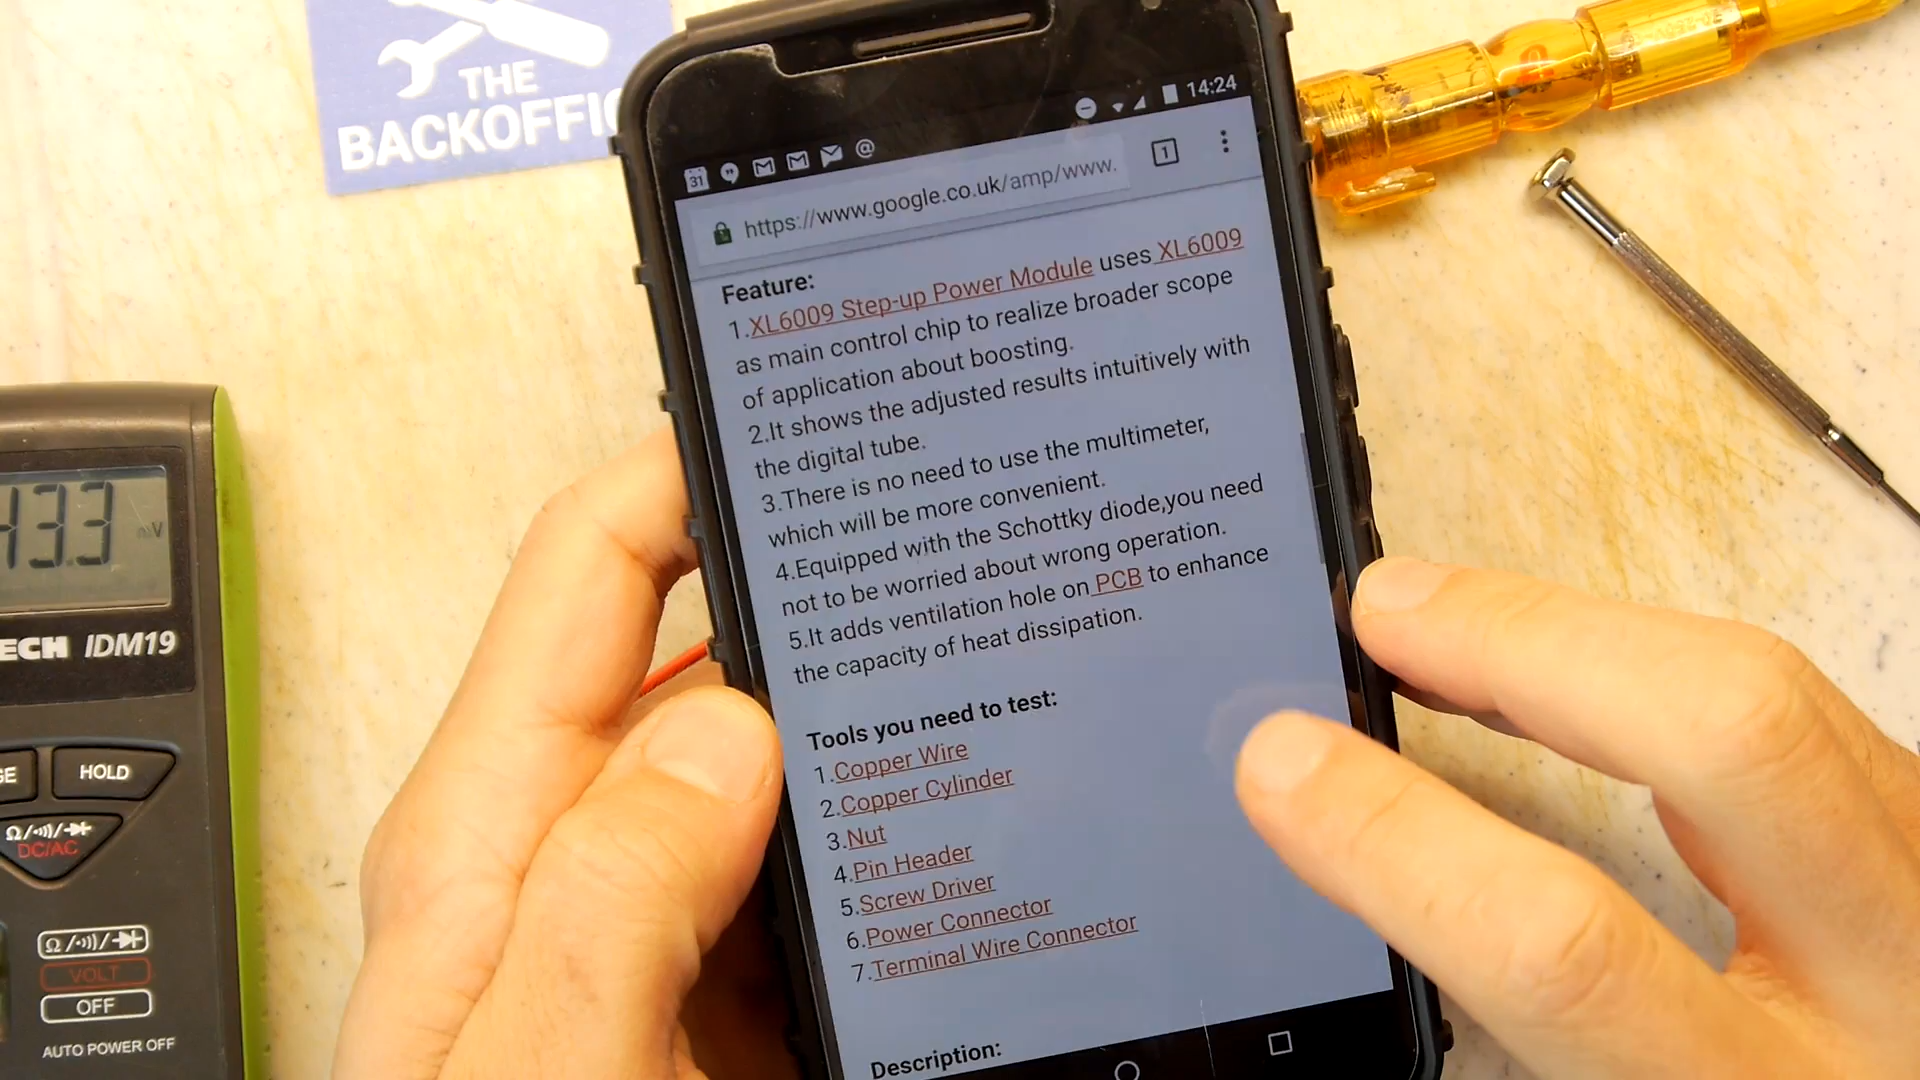 THE
BACKOFFIC
14:24
31
@
https://www.google.co.uk/amp/www.
1
Feature:
1.XL6009 Step-up Power Module uses XL6009
as main control chip to realize broader scope
of application about boosting.
2.It shows the adjusted results intuitively with
the digital tube.
3.There is no need to use the multimeter,
which will be more convenient.
4.Equipped with the Schottky diode,you need
not to be worried about wrong operation.
5.It adds ventilation hole on PCB to enhance
the capacity of heat dissipation.
Tools you need to test:
1.Copper Wire
2.Copper Cylinder
3.Nut
4.Pin Header
5.Screw Driver
6.Power Connector
7.Terminal Wire Connector
Description:
43.3 mV
ECH IDM19
GE
HOLD
Ω/•)))/
DC/AC
Ω/•)))/
VOLT
OFF
AUTO POWER OFF